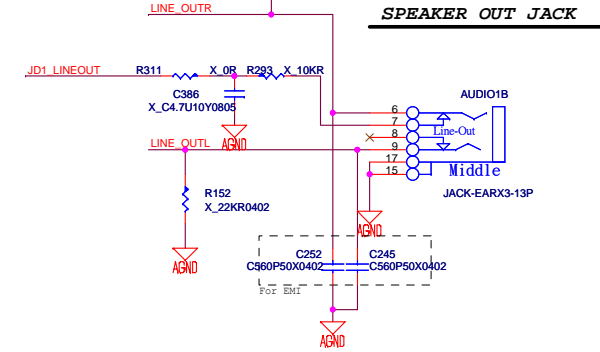 LINE_OUTR
SPEAKER OUT JACK
JD1_LINEOUT
R311
X_0R
R293
X_10KR
C386
X_C4.7U10Y0805
AGND
AUDIO1B
6
7
8
9
17
15
Line-Out
Middle
JACK-EARX3-13P
LINE_OUTL
R152
X_22KR0402
AGND
AGND
C252
C560P50X0402
C245
C560P50X0402
For EMI
AGND